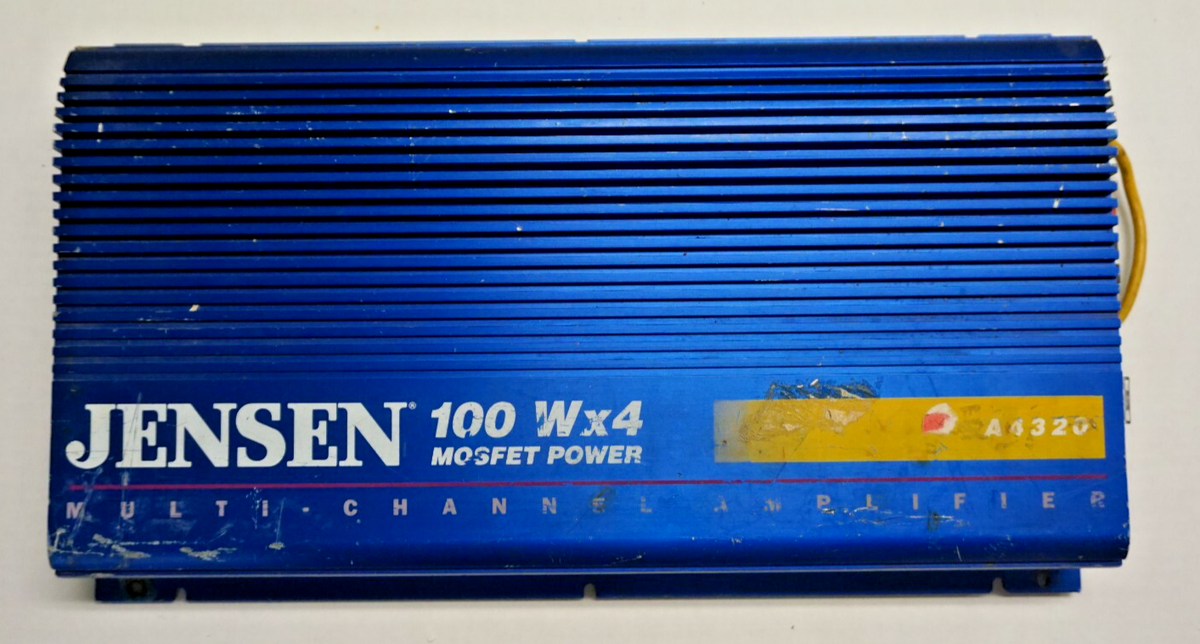 JENSEN® 100 Wx4
MOSFET POWER
A4320
MULTI-CHANNEL AMPLIFIER